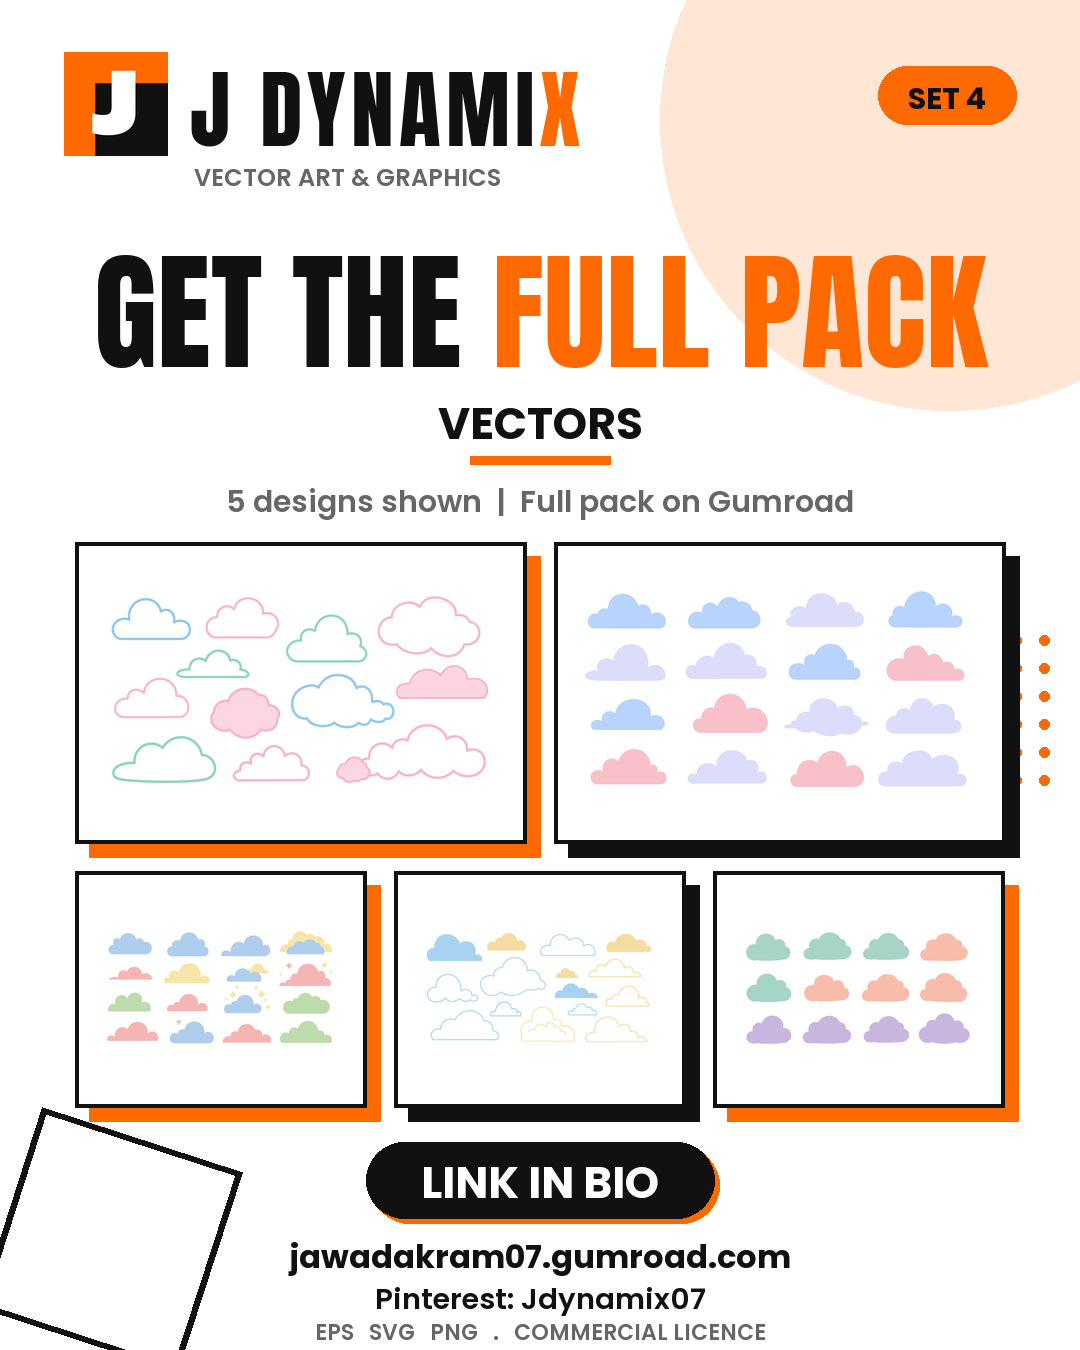 J
J DYNAMIX
SET 4
VECTOR ART & GRAPHICS
GET THE FULL PACK
VECTORS
5 designs shown | Full pack on Gumroad
LINK IN BIO
jawadakram07.gumroad.com
Pinterest: Jdynamix07
EPS SVG PNG . COMMERCIAL LICENCE